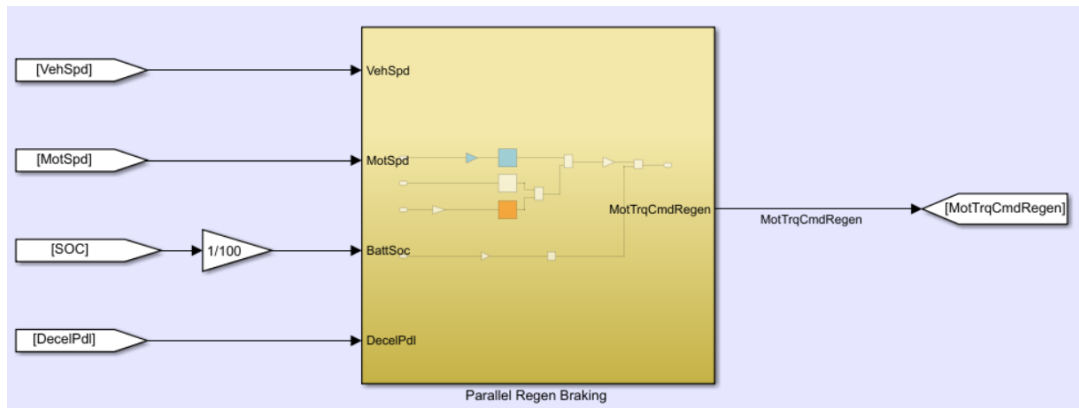 [VehSpd]
VehSpd
[MotSpd]
MotSpd
MotTrqCmdRegen
MotTrqCmdRegen
[MotTrqCmdRegen]
[SOC]
1/100
BattSoc
[DecelPdl]
DecelPdl
Parallel Regen Braking